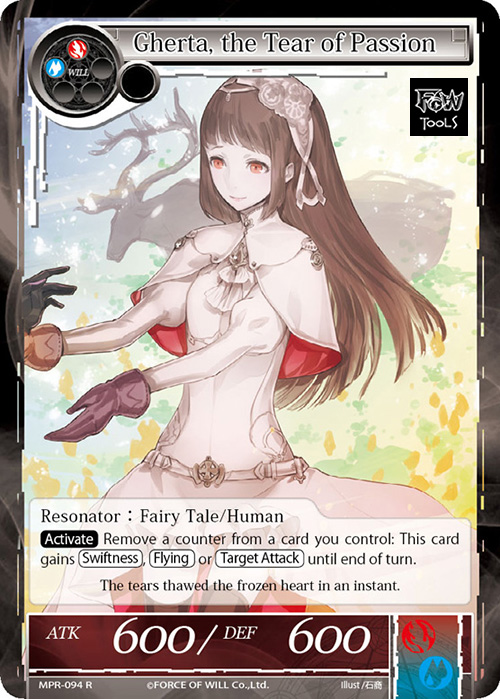 Gherta, the Tear of Passion
WILL
FOW
TOOLS
Resonator : Fairy Tale/Human
Activate Remove a counter from a card you control: This card
gains Swiftness, Flying or Target Attack until end of turn.
The tears thawed the frozen heart in an instant.
ATK 600 / DEF 600
MPR-094 R ©FORCE OF WILL Co.,Ltd. Illust /石商